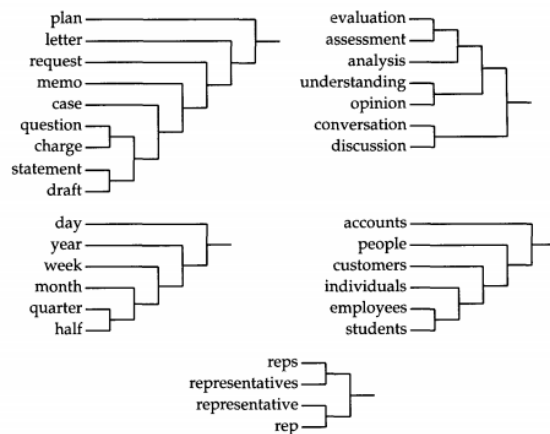 plan
letter
request
memo
case
question
charge
statement
draft
evaluation
assessment
analysis
understanding
opinion
conversation
discussion
day
year
week
month
quarter
half
accounts
people
customers
individuals
employees
students
reps
representatives
representative
rep